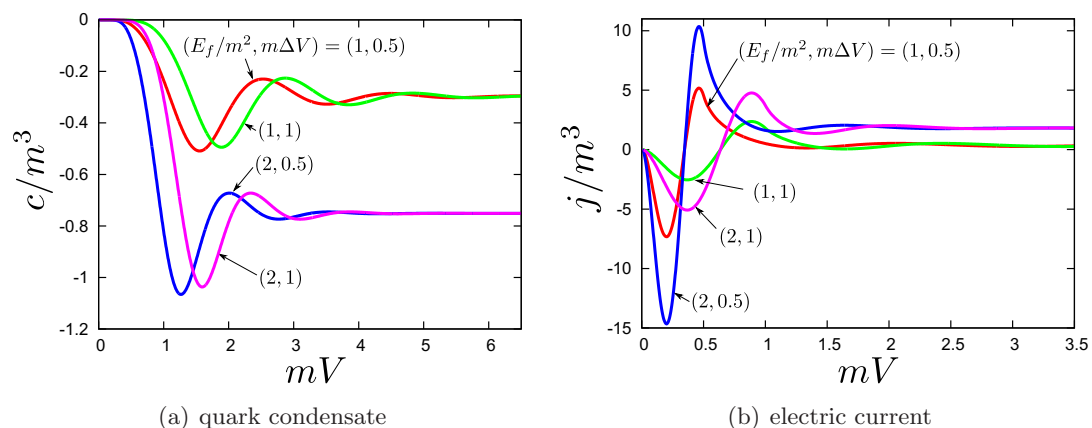 0
-0.2
-0.4
-0.6
-0.8
-1
-1.2
c/m³
(E_f/m², mΔV) = (1, 0.5)
(1, 1)
(2, 0.5)
(2, 1)
0 1 2 3 4 5 6
mV
(a) quark condensate
10
5
0
-5
-10
-15
j/m³
(E_f/m², mΔV) = (1, 0.5)
(1, 1)
(2, 1)
(2, 0.5)
0 0.5 1 1.5 2 2.5 3 3.5
mV
(b) electric current